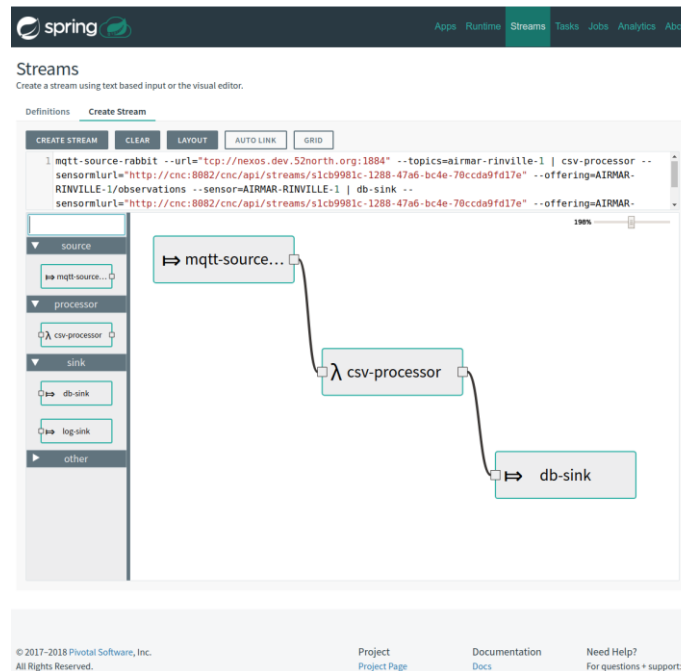 spring
Apps Runtime Streams Tasks Jobs Analytics Abo
Streams
Create a stream using text based input or the visual editor.
Definitions Create Stream
CREATE STREAM CLEAR LAYOUT AUTO LINK GRID
1 mqtt-source-rabbit --url="tcp://nexos.dev.52north.org:1884" --topics=airmar-rinville-1 | csv-processor --
sensormlurl="http://cnc:8082/cnc/api/streams/s1cb9981c-1288-47a6-bc4e-70ccda9fd17e" --offering=AIRMAR-
RINVILLE-1/observations --sensor=AIRMAR-RINVILLE-1 | db-sink --
sensormlurl="http://cnc:8082/cnc/api/streams/s1cb9981c-1288-47a6-bc4e-70ccda9fd17e" --offering=AIRMAR-
198%
source
mqtt-source...
processor
λ csv-processor
sink
db-sink
log-sink
other
mqtt-source...
λ csv-processor
db-sink
© 2017-2018 Pivotal Software, Inc.
All Rights Reserved.
Project
Project Page
Documentation
Docs
Need Help?
For questions + support: